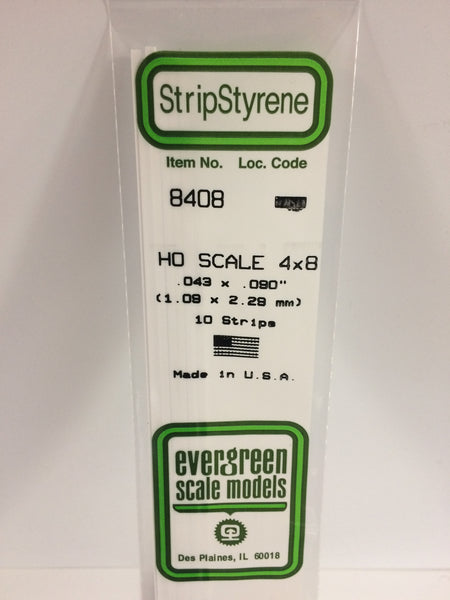 StripStyrene
Item No. Loc. Code
8408
HO SCALE 4x8
.043 x .090"
(1.09 x 2.29 mm)
10 Strips
Made in U.S.A.
evergreen
scale models
Des Plaines, IL 60018